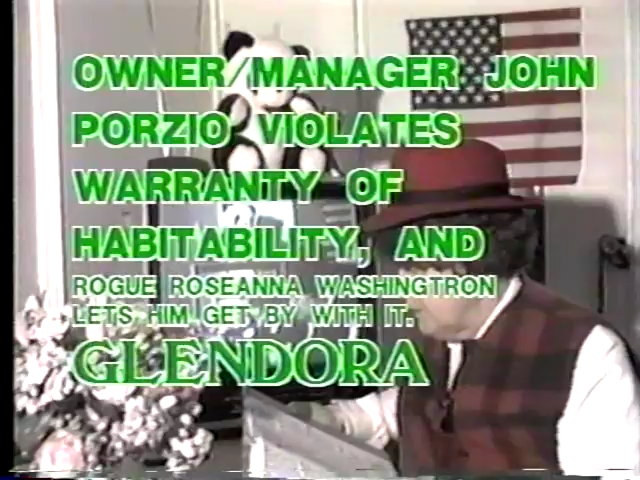 OWNER/MANAGER JOHN
PORZIO VIOLATES
WARRANTY OF
HABITABILITY, AND
ROGUE ROSEANNA WASHINGTRON
LETS HIM GET BY WITH IT.
GLENDORA